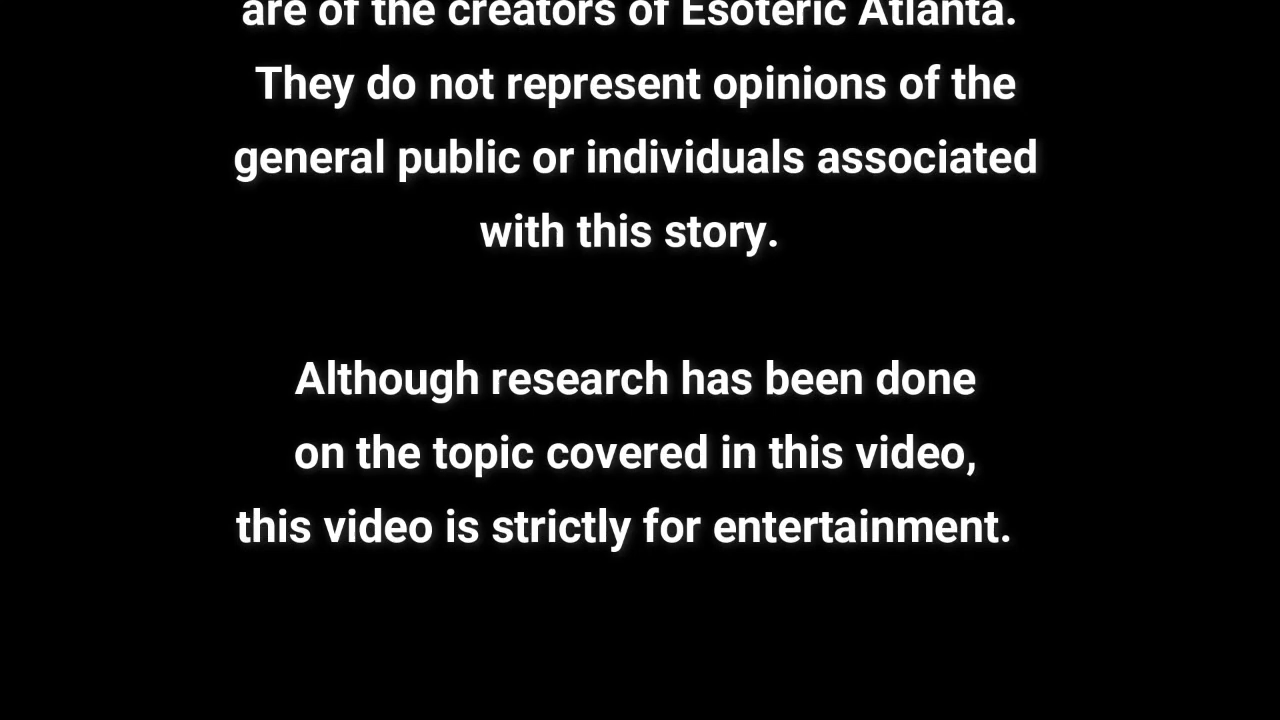 are of the creators of Esoteric Atlanta.
They do not represent opinions of the
general public or individuals associated
with this story.
Although research has been done
on the topic covered in this video,
this video is strictly for entertainment.